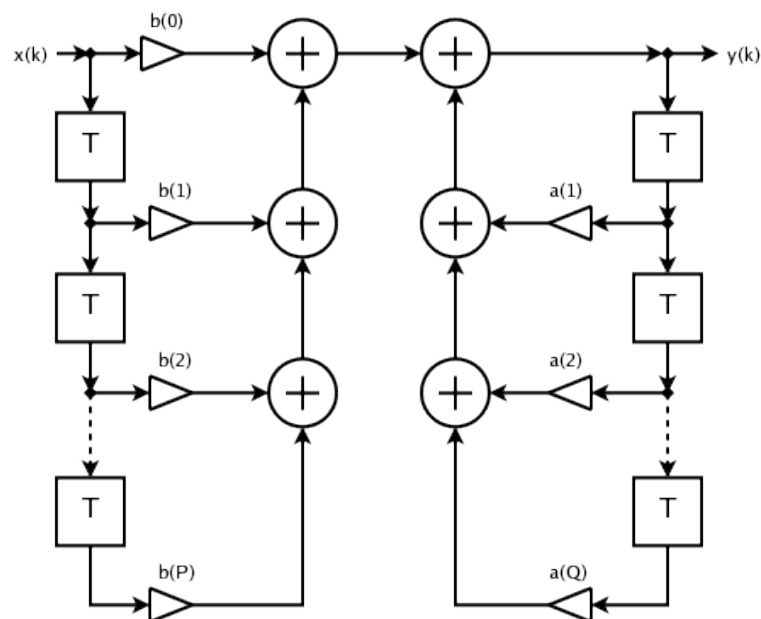 b(0)
x(k)
y(k)
T
T
b(1)
a(1)
T
T
b(2)
a(2)
T
T
b(P)
a(Q)